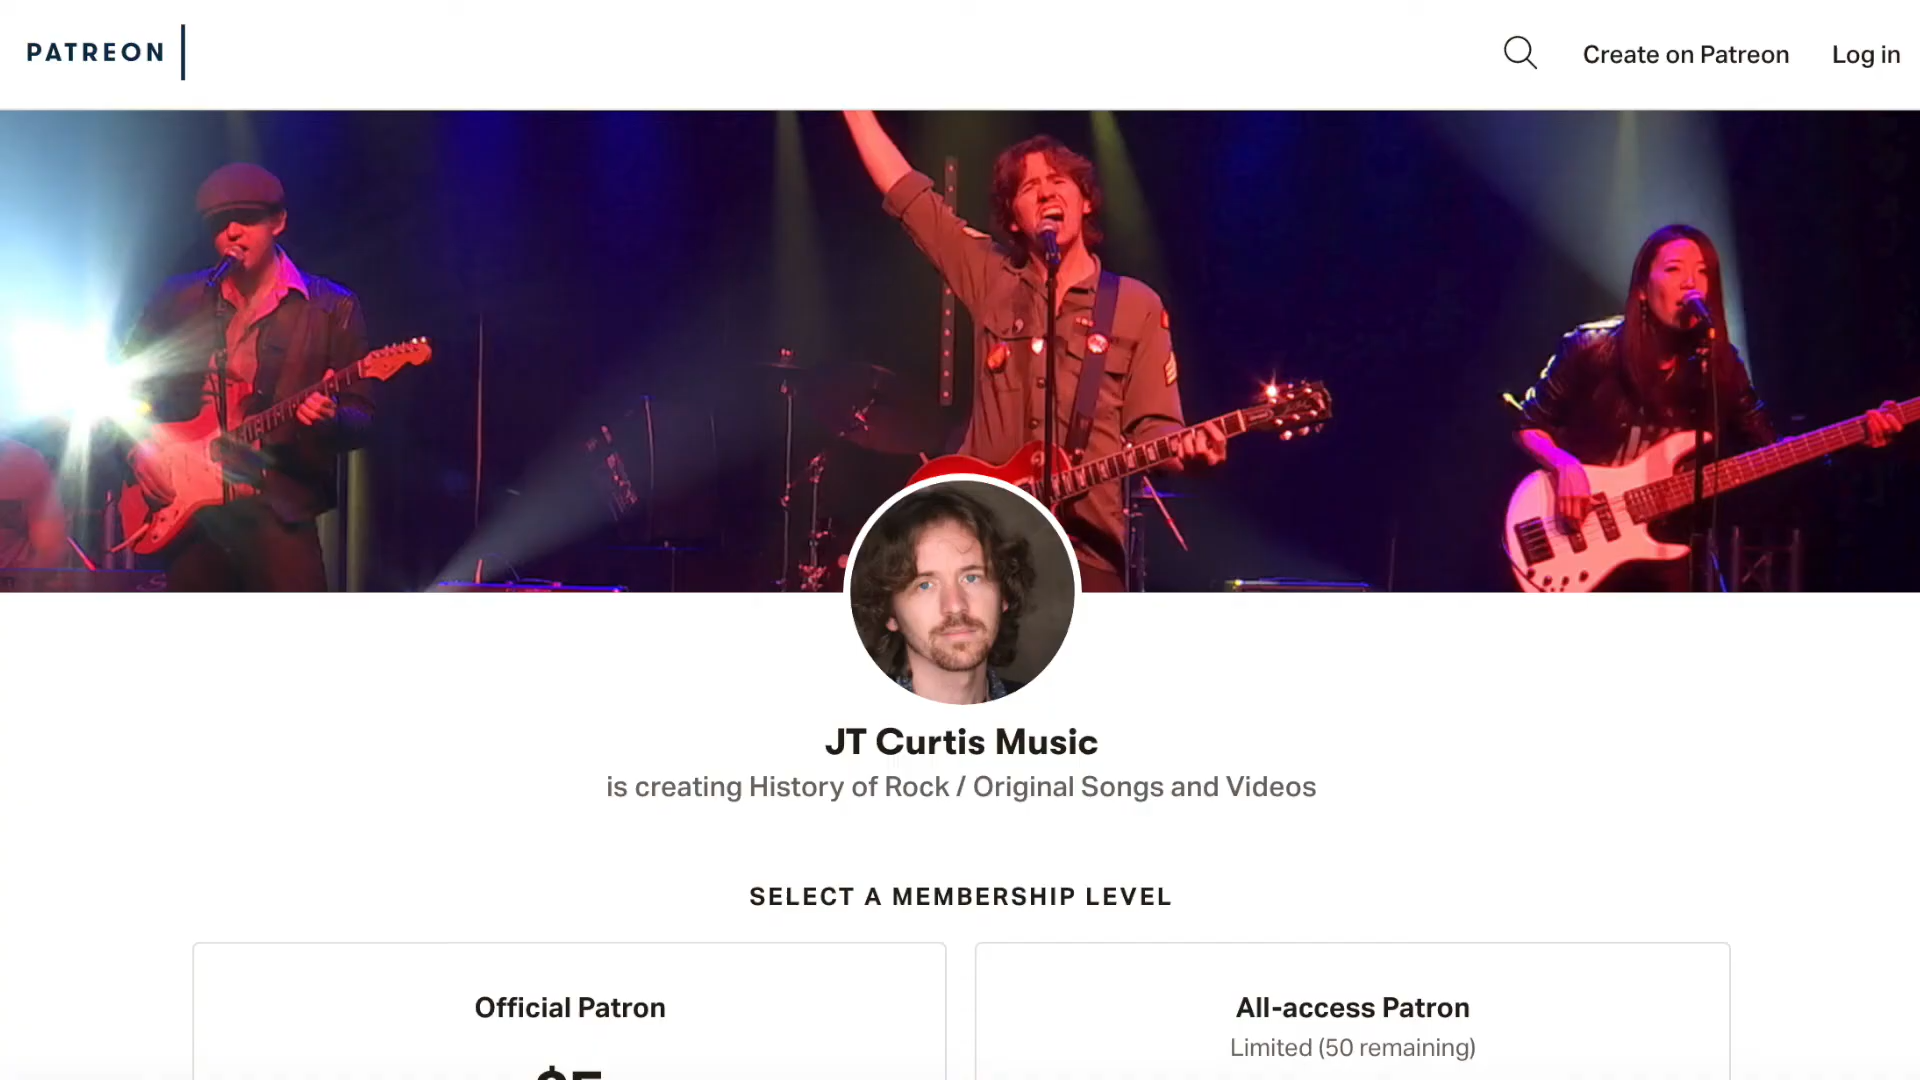 PATREON
Create on Patreon
Log in
JT Curtis Music
is creating History of Rock / Original Songs and Videos
SELECT A MEMBERSHIP LEVEL
Official Patron
All-access Patron
Limited (50 remaining)